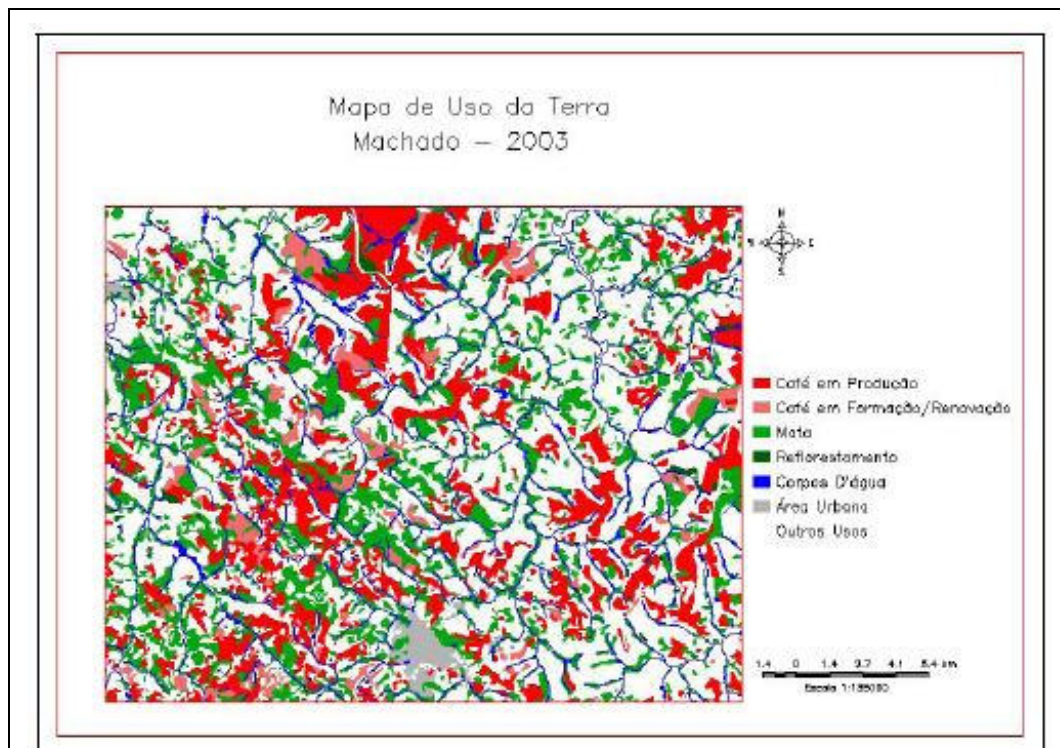 Mapa de Uso da Terra
Machado – 2003
N
Café em Produção
Café em Formação/Renovação
Mata
Reflorestamento
Corpos D'água
Área Urbana
Outros Usos
1.4 0 1.4 2.7 4.1 5.4 km